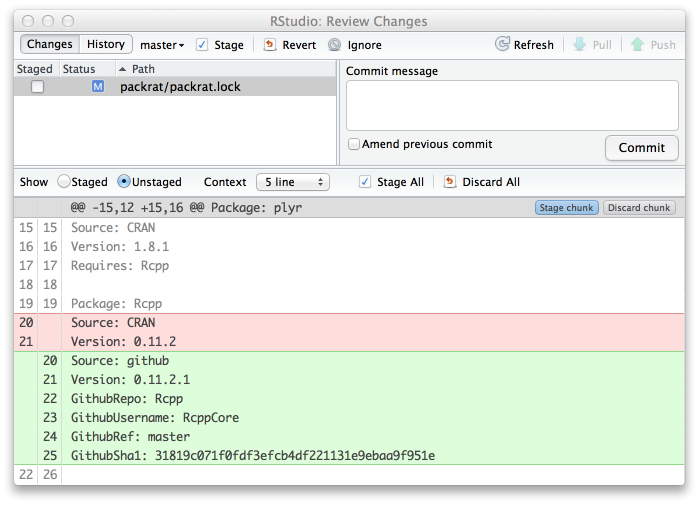 RStudio: Review Changes
Changes History master Stage Revert Ignore Refresh Pull Push
Staged Status Path
M packrat/packrat.lock
Commit message
Amend previous commit
Commit
Show Staged Unstaged Context 5 line Stage All Discard All
@@ -15,12 +15,16 @@ Package: plyr Stage chunk Discard chunk
15 15 Source: CRAN
16 16 Version: 1.8.1
17 17 Requires: Rcpp
18 18
19 19 Package: Rcpp
20 Source: CRAN
21 Version: 0.11.2
20 Source: github
21 Version: 0.11.2.1
22 GithubRepo: Rcpp
23 GithubUsername: RcppCore
24 GithubRef: master
25 GithubSha1: 31819c071f0fdf3efcb4df221131e9ebaa9f951e
22 26